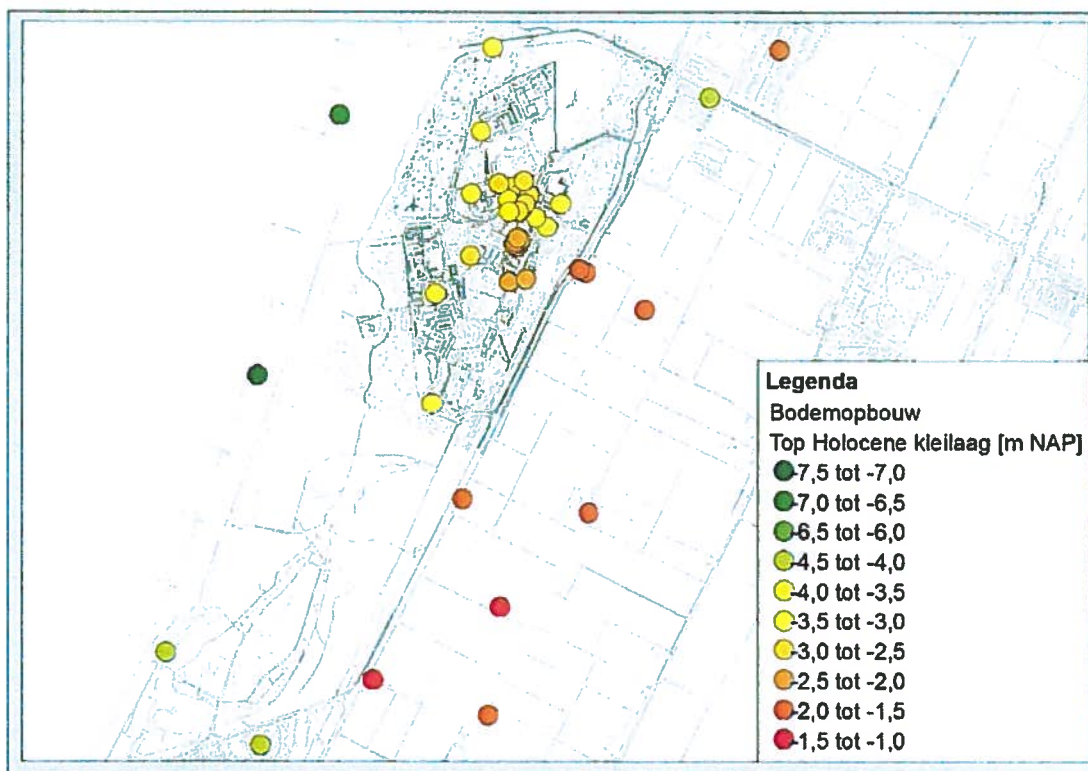 Legenda
Bodemopbouw
Top Holocene kleilaag [m NAP]
-7,5 tot -7,0
-7,0 tot -6,5
-6,5 tot -6,0
-4,5 tot -4,0
-4,0 tot -3,5
-3,5 tot -3,0
-3,0 tot -2,5
-2,5 tot -2,0
-2,0 tot -1,5
-1,5 tot -1,0